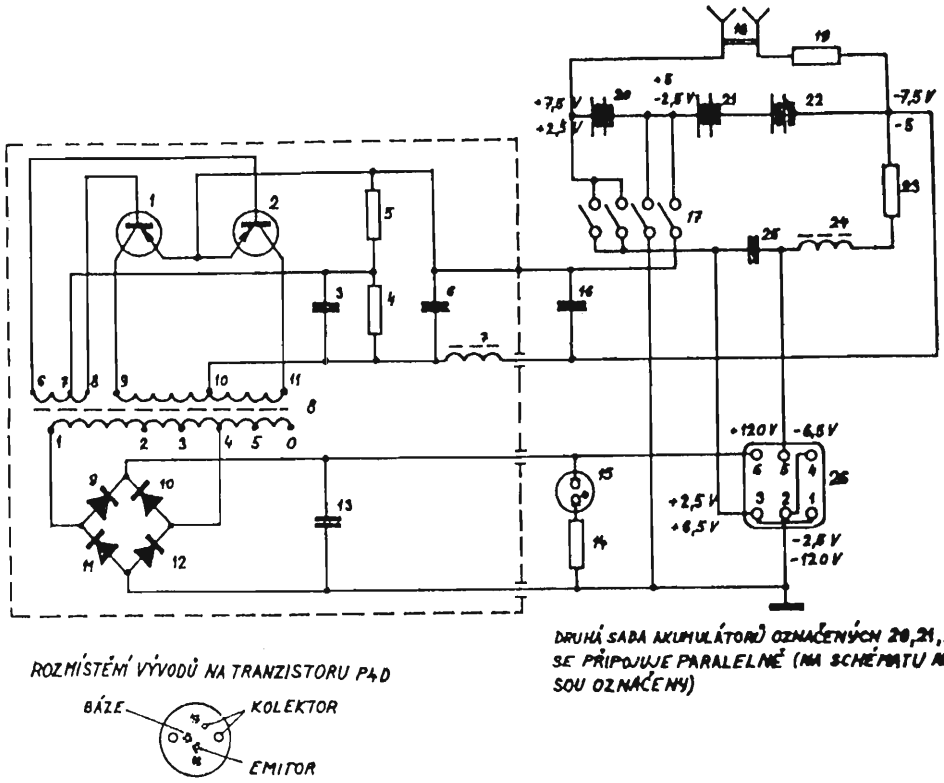 18
19
+5
+7,5 V
20
-2,5 V
21
22
-7,5V
+2,5 V
-5
1
2
5
23
17
25
24
3
4
6
16
7
6 7 8 9 10 11
8
1 2 3 4 5 0
+120V
-6,5 V
9
10
15
6 5 4
26
13
+2,5 V
3 2 1
+6,5 V
11
12
14
-2,5 V
-120V
DRUHÁ SADA AKUMULÁTORŮ OZNAČENÝCH 20,21,
SE PŘIPOJUJE PARALELNĚ (NA SCHÉMATU
SOU OZNAČENY)
ROZMÍSTĚNÍ VÝVODŮ NA TRANZISTORU P4D
BÁZE
KOLEKTOR
EMITOR